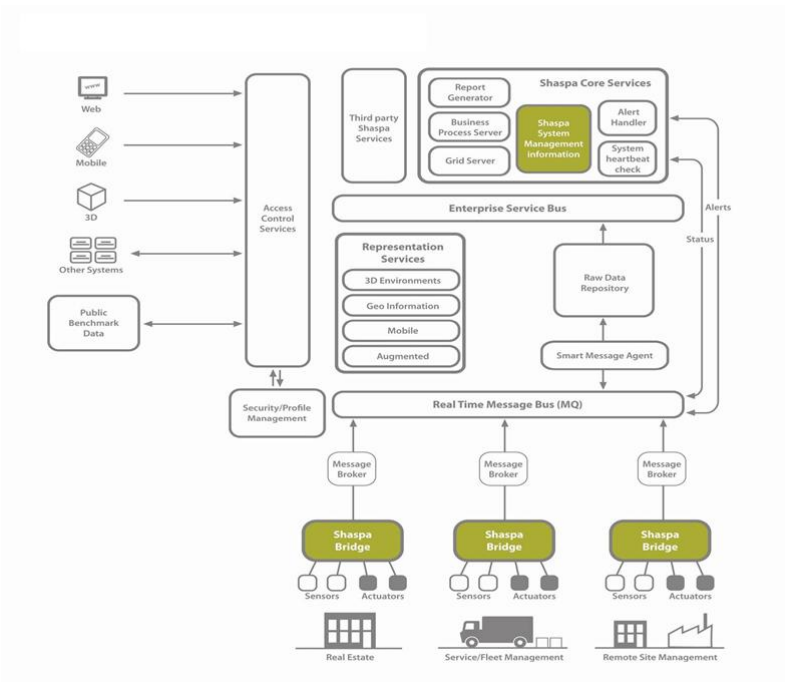 www
Web
Mobile
3D
Other Systems
Public
Benchmark
Data
Access
Control
Services
Security/Profile
Management
Third party
Shaspa
Services
Shaspa Core Services
Report
Generator
Business
Process Server
Grid Server
Shaspa
System
Management
information
Alert
Handler
System
heartbeat
check
Enterprise Service Bus
Alerts
Status
Representation
Services
3D Environments
Geo Information
Mobile
Augmented
Raw Data
Repository
Smart Message Agent
Real Time Message Bus (MQ)
Message
Broker
Message
Broker
Message
Broker
Shaspa
Bridge
Shaspa
Bridge
Shaspa
Bridge
Sensors
Actuators
Sensors
Actuators
Sensors
Actuators
Real Estate
Service/Fleet Management
Remote Site Management